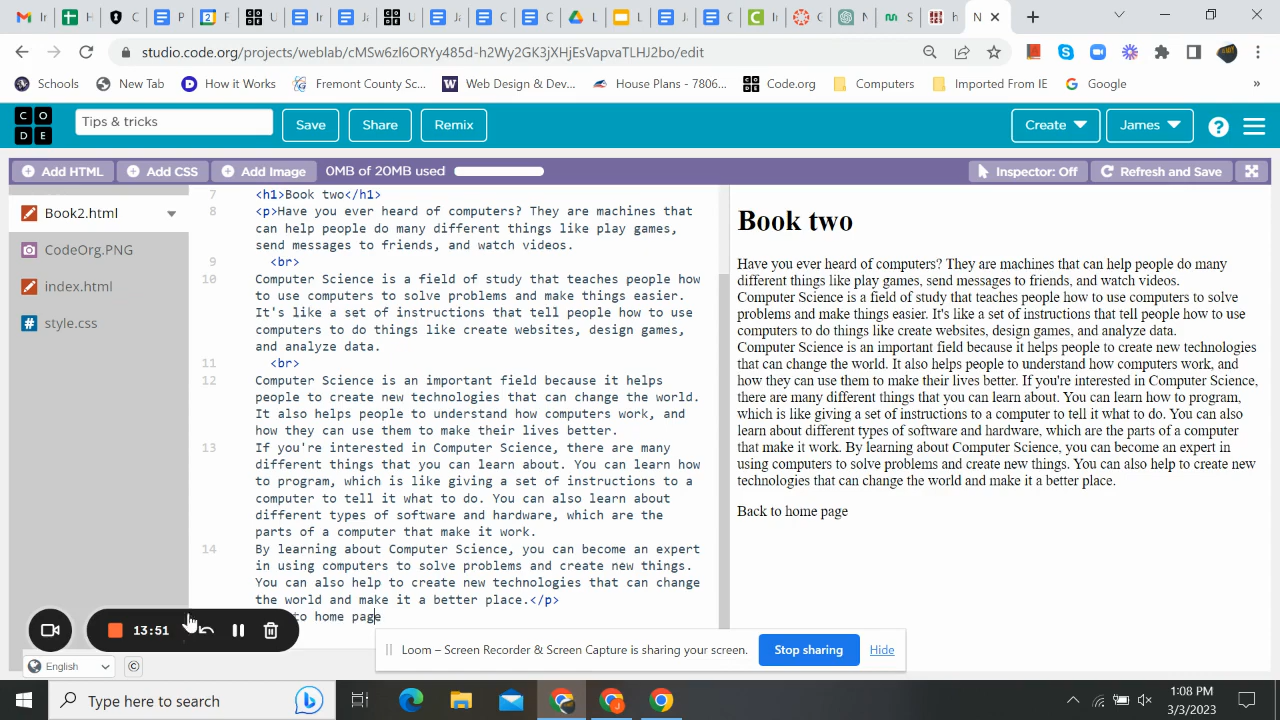 N
studio.code.org/projects/weblab/cMSw6zl6ORYy485d-h2Wy2GK3jXHjEsVapvaTLHJ2bo/edit
Schools New Tab How it Works Fremont County Sc... Web Design & De... House Plans - 7806... Code.org Computers Imported From IE Google »
CODE Tips & tricks Save Share Remix Create James ?
Add HTML Add CSS Add Image 0MB of 20MB used Inspector: Off Refresh and Save
Book2.html
CodeOrg.PNG
index.html
style.css
7 <h1>Book two</h1>
8 <p>Have you ever heard of computers? They are machines that
can help people do many different things like play games,
send messages to friends, and watch videos.
9 <br>
10 Computer Science is a field of study that teaches people how
to use computers to solve problems and make things easier.
It's like a set of instructions that tell people how to use
computers to do things like create websites, design games,
and analyze data.
11 <br>
12 Computer Science is an important field because it helps
people to create new technologies that can change the world.
It also helps people to understand how computers work, and
how they can use them to make their lives better.
13 If you're interested in Computer Science, there are many
different things that you can learn about. You can learn how
to program, which is like giving a set of instructions to a
computer to tell it what to do. You can also learn about
different types of software and hardware, which are the
parts of a computer that make it work.
14 By learning about Computer Science, you can become an expert
in using computers to solve problems and create new things.
You can also help to create new technologies that can change
the world and make it a better place.</p>
to home page
Book two
Have you ever heard of computers? They are machines that can help people do many
different things like play games, send messages to friends, and watch videos.
Computer Science is a field of study that teaches people how to use computers to solve
problems and make things easier. It's like a set of instructions that tell people how to use
computers to do things like create websites, design games, and analyze data.
Computer Science is an important field because it helps people to create new technologies
that can change the world. It also helps people to understand how computers work, and
how they can use them to make their lives better. If you're interested in Computer Science,
there are many different things that you can learn about. You can learn how to program,
which is like giving a set of instructions to a computer to tell it what to do. You can also
learn about different types of software and hardware, which are the parts of a computer
that make it work. By learning about Computer Science, you can become an expert in
using computers to solve problems and create new things. You can also help to create new
technologies that can change the world and make it a better place.
Back to home page
13:51
Loom – Screen Recorder & Screen Capture is sharing your screen. Stop sharing Hide
English ©
Type here to search
1:08 PM
3/3/2023